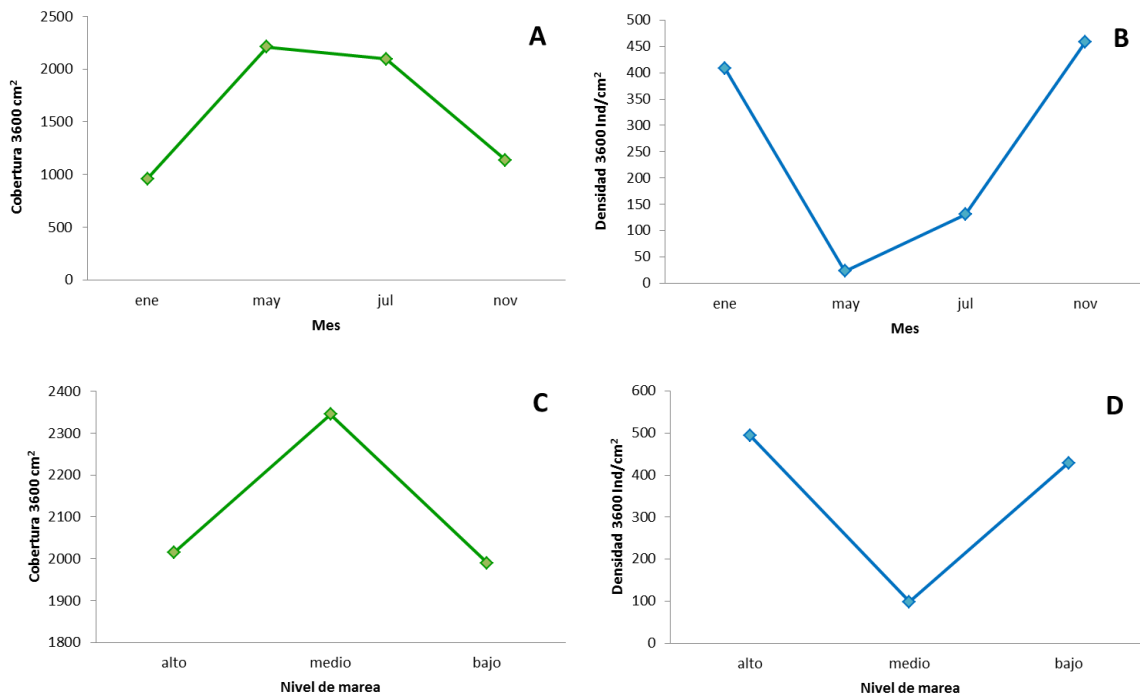 A
Cobertura 3600 cm²
2500
2000
1500
1000
500
0
ene may jul nov
Mes
B
Densidad 3600 Ind/cm²
500
450
400
350
300
250
200
150
100
50
0
ene may jul nov
Mes
C
Cobertura 3600 cm²
2400
2300
2200
2100
2000
1900
1800
alto medio bajo
Nivel de marea
D
Densidad 3600 Ind/cm²
600
500
400
300
200
100
0
alto medio bajo
Nivel de marea